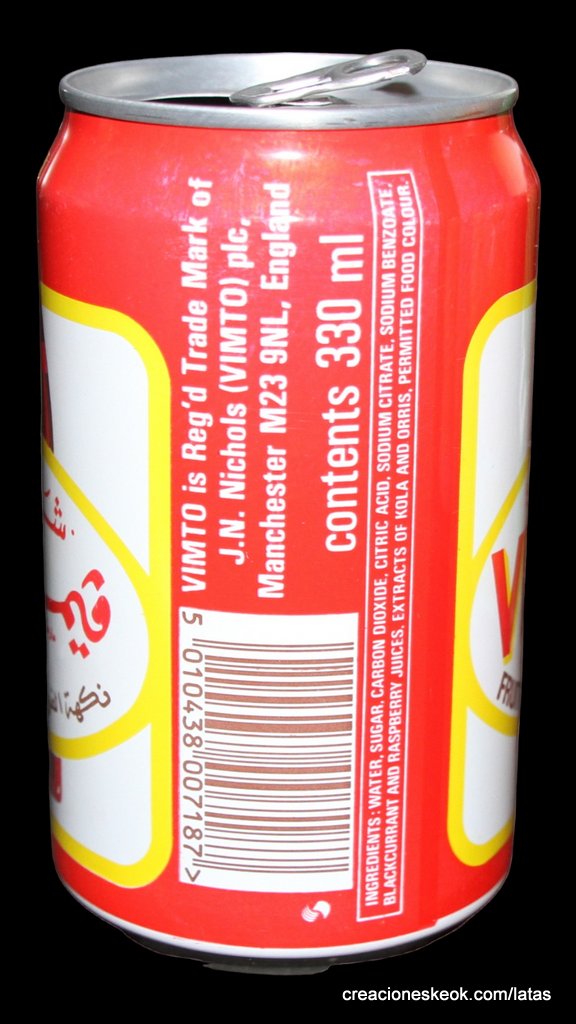 VIMTO is Reg'd Trade Mark of
J.N. Nichols (VIMTO) plc,
Manchester M23 9NL, England
contents 330 ml
INGREDIENTS: WATER, SUGAR, CARBON DIOXIDE, CITRIC ACID, SODIUM CITRATE, SODIUM BENZOATE,
BLACKCURRANT AND RASPBERRY JUICES, EXTRACTS OF KOLA AND ORRIS, PERMITTED FOOD COLOUR.
5 010438 007187 >
creacioneskeok.com/latas